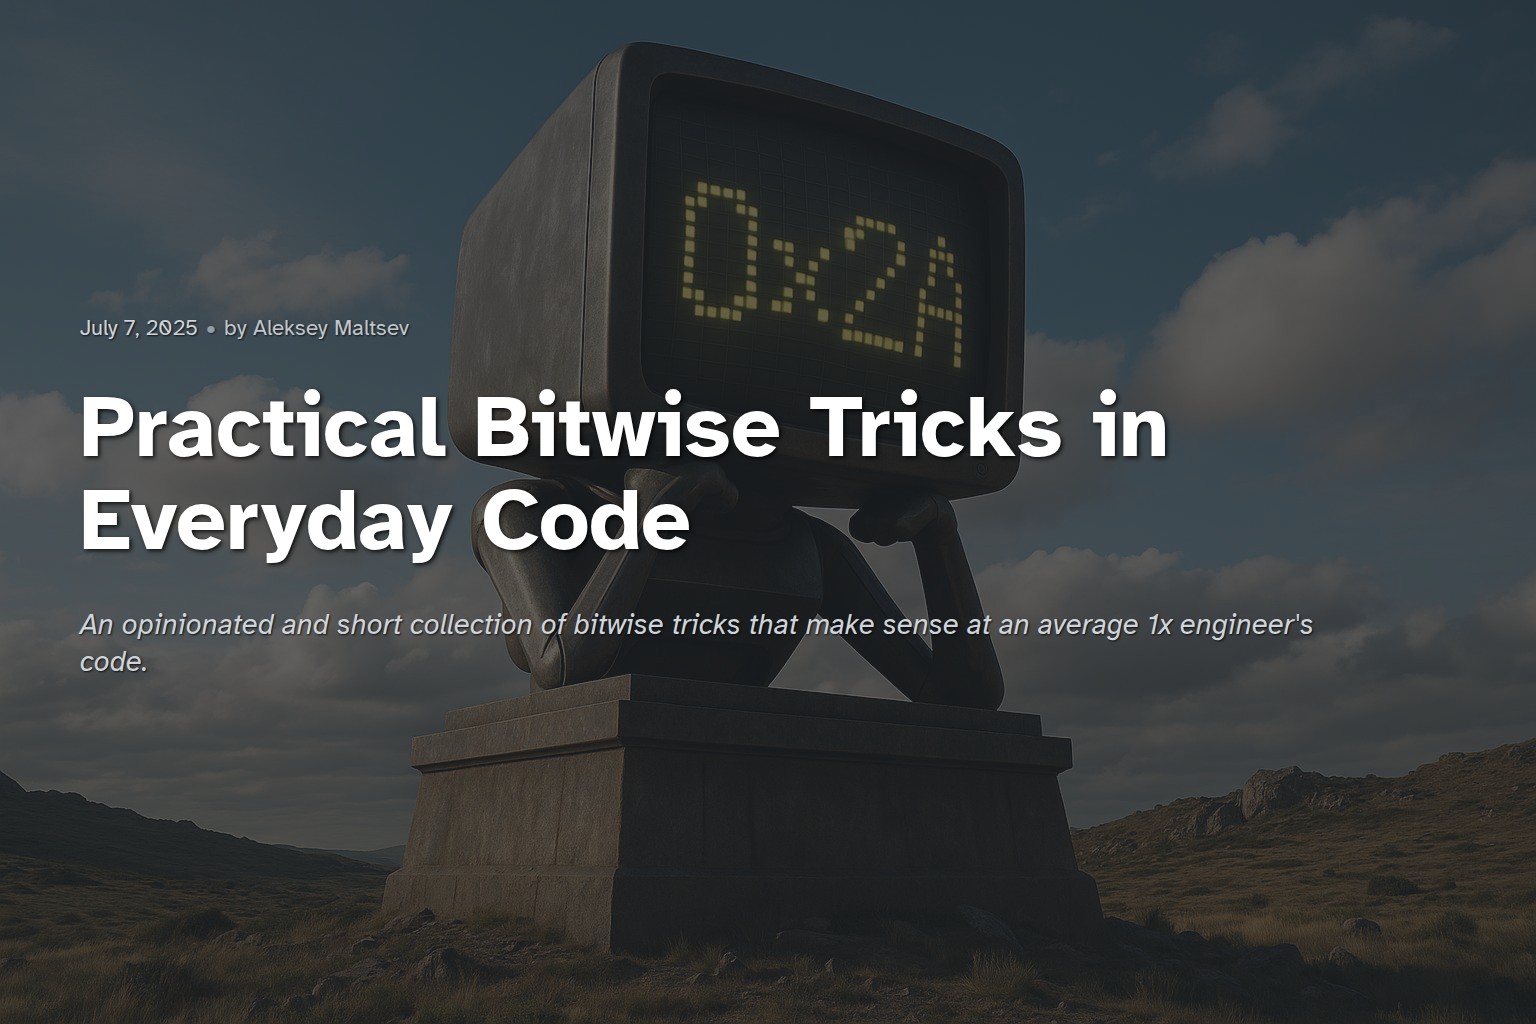 0x2A
July 7, 2025 • by Aleksey Maltsev
Practical Bitwise Tricks in
Everyday Code
An opinionated and short collection of bitwise tricks that make sense at an average 1x engineer's
code.